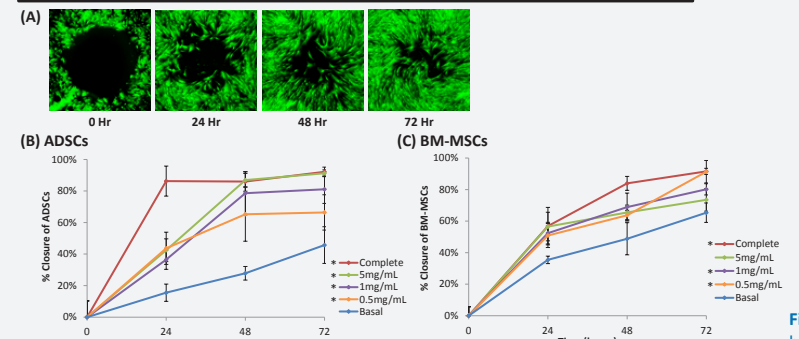 (A)
0 Hr
24 Hr
48 Hr
72 Hr
(B) ADSCs
100%
80%
60%
40%
20%
0%
% Closure of ADSCs
0
24
48
72
* Complete
* 5mg/mL
* 1mg/mL
* 0.5mg/mL
Basal
(C) BM-MSCs
100%
80%
60%
40%
20%
0%
% Closure of BM-MSCs
0
24
48
72
* Complete
5mg/mL
* 1mg/mL
* 0.5mg/mL
Basal